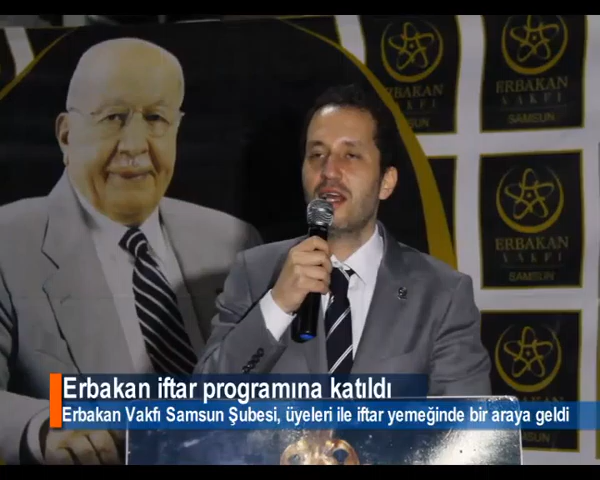 ERBAKAN
VAKFI
SAMSUN
ERBAKAN
VAKFI
SAMSUN
ERBAKAN
VAKFI
SAMSUN
SAMSUN
Erbakan iftar programına katıldı
Erbakan Vakfı Samsun Şubesi, üyeleri ile iftar yemeğinde bir araya geldi